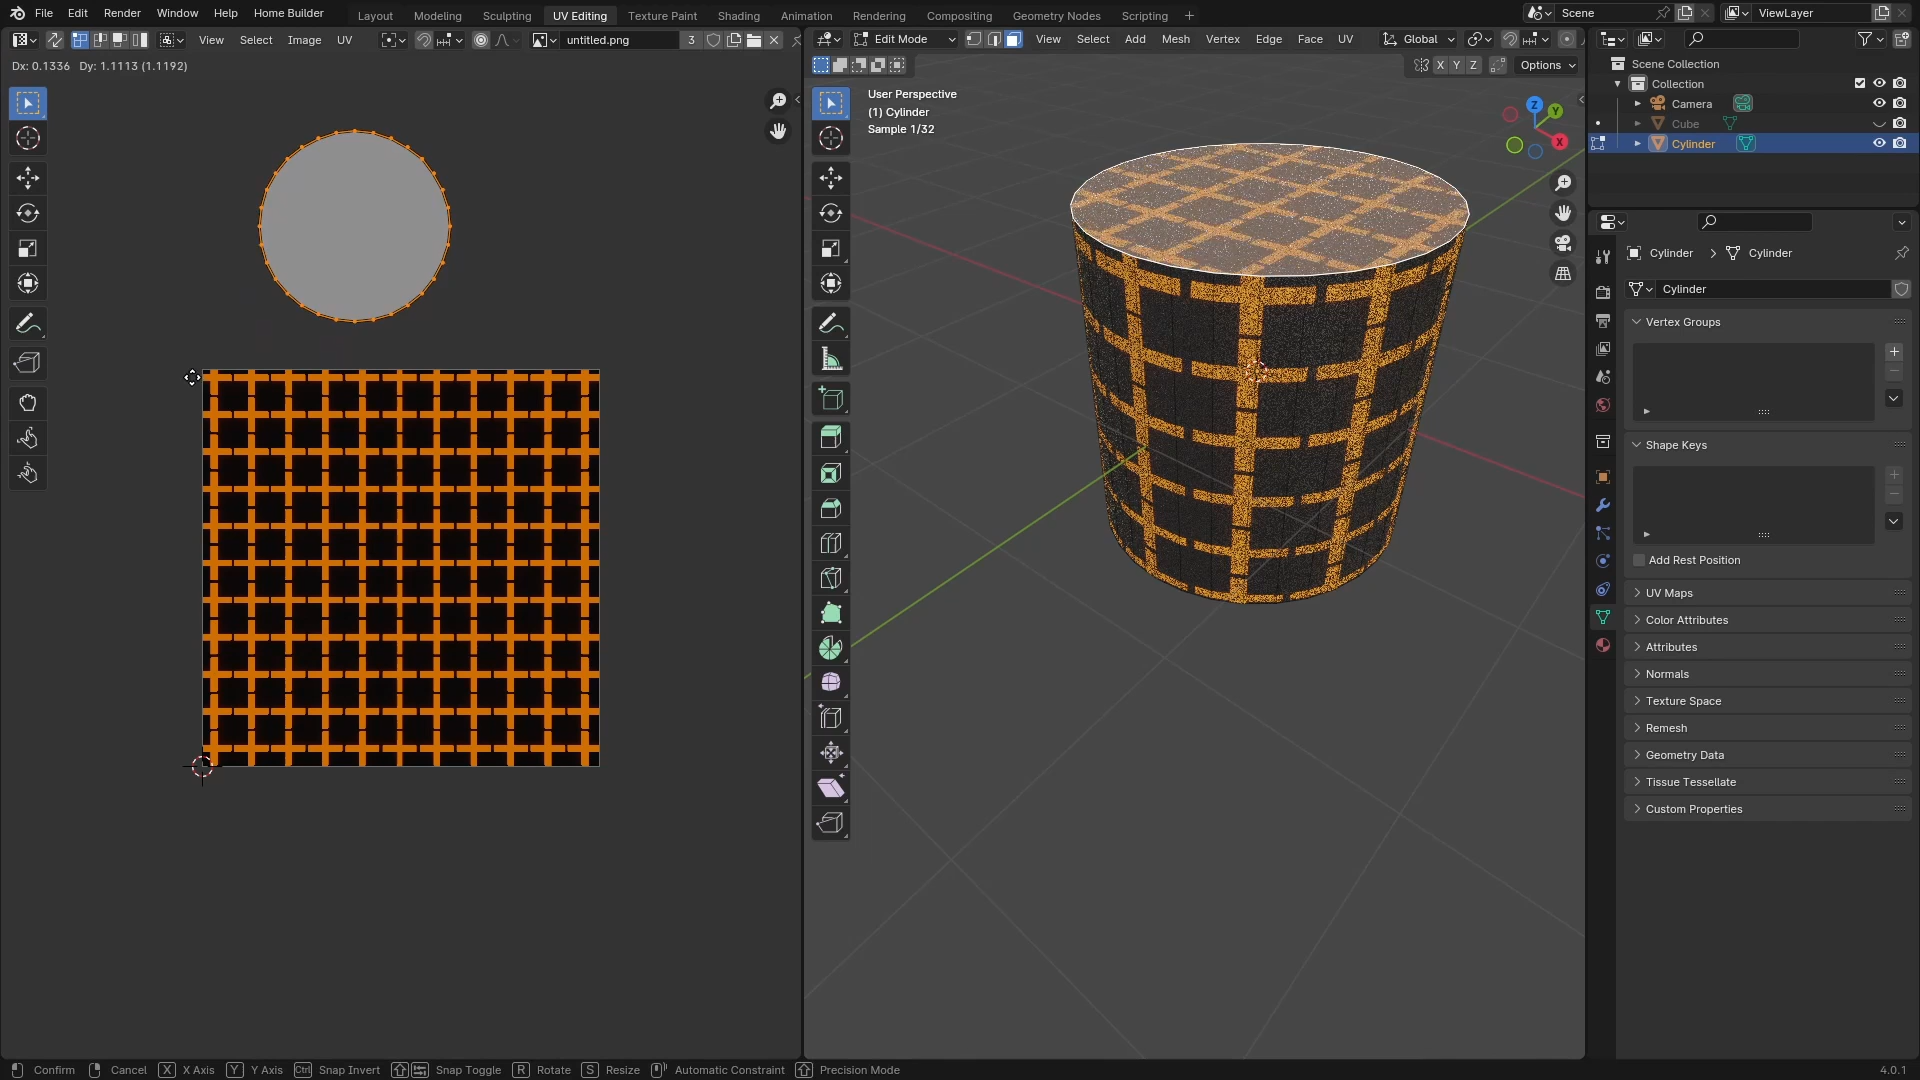 File Edit Render Window Help Home Builder
Layout Modeling Sculpting UV Editing Texture Paint Shading Animation Rendering Compositing Geometry Nodes Scripting +
Scene
ViewLayer
View Select Image UV
untitled.png 3
Edit Mode
View Select Add Mesh Vertex Edge Face UV
Global
Dx: 0.1336 Dy: 1.1113 (1.1192)
X Y Z
Options
User Perspective
(1) Cylinder
Sample 1/32
Z
Y
X
Scene Collection
Collection
Camera
Cube
Cylinder
Cylinder > Cylinder
Cylinder
Vertex Groups
Shape Keys
Add Rest Position
UV Maps
Color Attributes
Attributes
Normals
Texture Space
Remesh
Geometry Data
Tissue Tessellate
Custom Properties
Confirm Cancel X X Axis Y Y Axis Ctrl Snap Invert Snap Toggle R Rotate S Resize Automatic Constraint Precision Mode
4.0.1